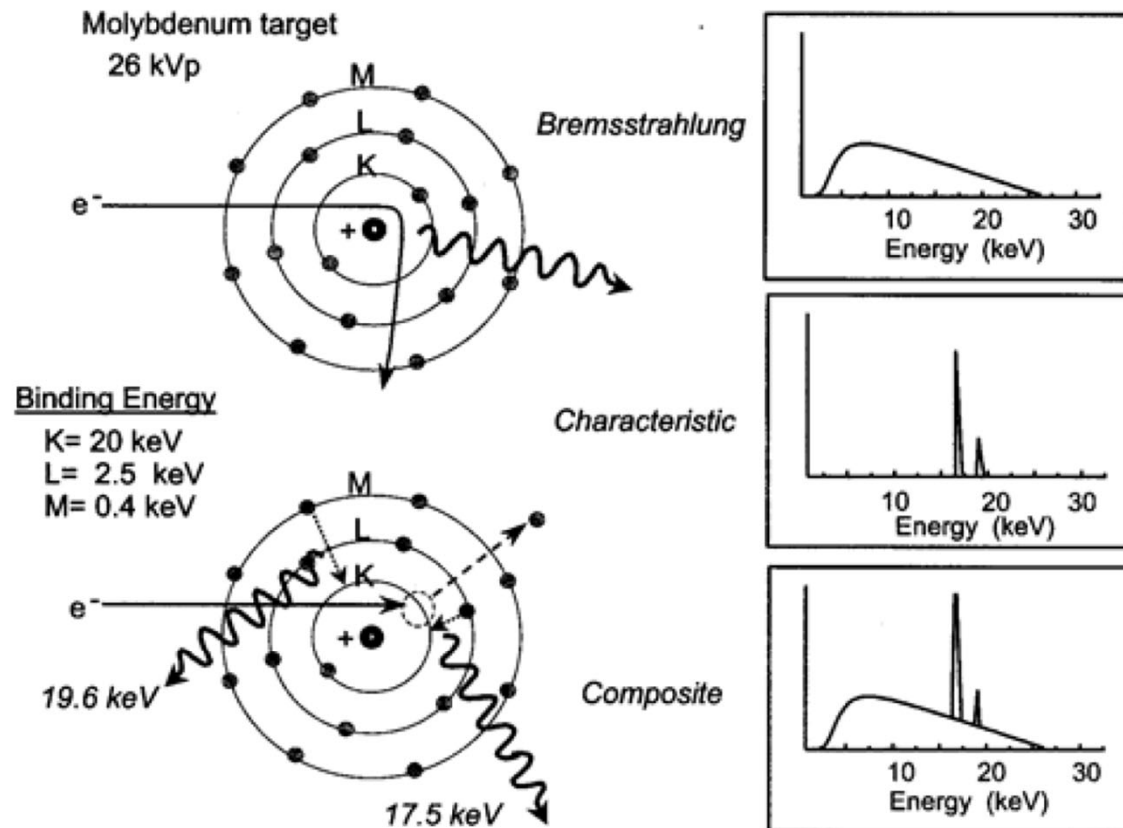 Molybdenum target
26 kVp
M
L
K
e-
+
Bremsstrahlung
10 20 30
Energy (keV)
Binding Energy
K= 20 keV
L= 2.5 keV
M= 0.4 keV
Characteristic
10 20 30
Energy (keV)
M
L
K
e-
+
19.6 keV
17.5 keV
Composite
10 20 30
Energy (keV)